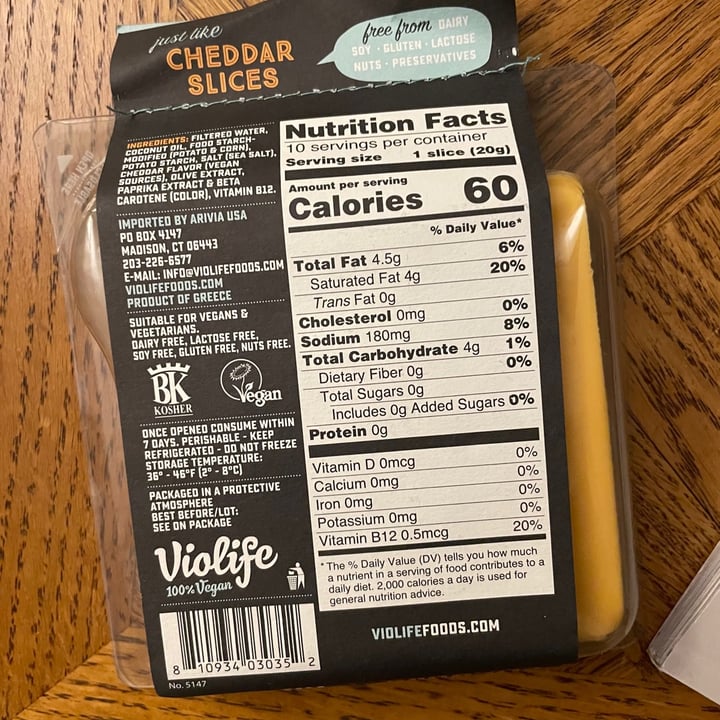 just like
CHEDDAR
SLICES
free from DAIRY
SOY · GLUTEN · LACTOSE
NUTS · PRESERVATIVES
INGREDIENTS: FILTERED WATER,
COCONUT OIL, FOOD STARCH-
MODIFIED (POTATO & CORN),
POTATO STARCH, SALT (SEA SALT),
CHEDDAR FLAVOR (VEGAN
SOURCES), OLIVE EXTRACT,
PAPRIKA EXTRACT & BETA
CAROTENE (COLOR), VITAMIN B12.
IMPORTED BY ARIVIA USA
PO BOX 4147
MADISON, CT 06443
203-226-6577
E-MAIL: INFO@VIOLIFEFOODS.COM
VIOLIFEFOODS.COM
PRODUCT OF GREECE
SUITABLE FOR VEGANS &
VEGETARIANS.
DAIRY FREE, LACTOSE FREE,
SOY FREE, GLUTEN FREE, NUTS FREE.
BK
KOSHER
Vegan
ONCE OPENED CONSUME WITHIN
7 DAYS. PERISHABLE - KEEP
REFRIGERATED - DO NOT FREEZE
STORAGE TEMPERATURE:
36° - 46°F (2° - 8°C)
PACKAGED IN A PROTECTIVE
ATMOSPHERE
BEST BEFORE/LOT:
SEE ON PACKAGE
Violife
100% Vegan
8 10934 03035 2
No. 5147
Nutrition Facts
10 servings per container
Serving size 1 slice (20g)
Amount per serving
Calories 60
% Daily Value*
Total Fat 4.5g 6%
Saturated Fat 4g 20%
Trans Fat 0g
Cholesterol 0mg 0%
Sodium 180mg 8%
Total Carbohydrate 4g 1%
Dietary Fiber 0g 0%
Total Sugars 0g
Includes 0g Added Sugars 0%
Protein 0g
Vitamin D 0mcg 0%
Calcium 0mg 0%
Iron 0mg 0%
Potassium 0mg 0%
Vitamin B12 0.5mcg 20%
* The % Daily Value (DV) tells you how much
a nutrient in a serving of food contributes to a
daily diet. 2,000 calories a day is used for
general nutrition advice.
VIOLIFEFOODS.COM